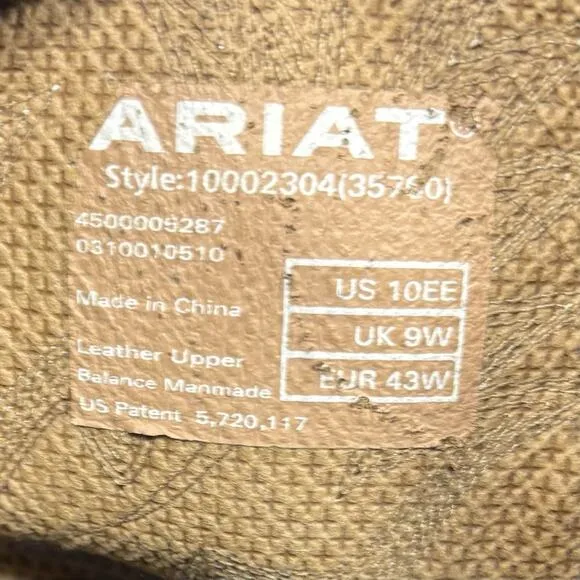 ARIAT
Style:10002304(35760)
4500009287
0310010510
Made in China
US 10EE
UK 9W
EUR 43W
Leather Upper
Balance Manmade
US Patent 5,720,117